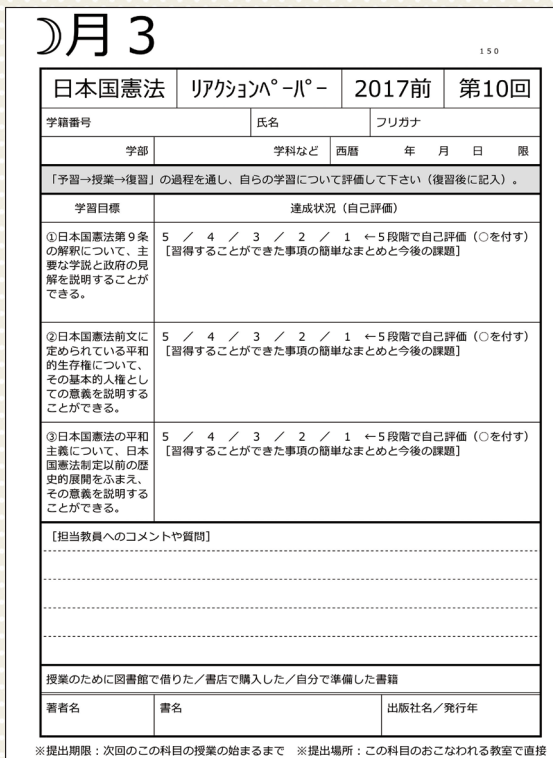 ☽月３
１５０
日本国憲法 ﾘｱｸｼｮﾝﾍﾟｰﾊﾟｰ 2017前 第10回
学籍番号 氏名 フリガナ
学部 学科など 西暦 年 月 日 限
「予習→授業→復習」の過程を通し、自らの学習について評価して下さい（復習後に記入）。
学習目標 達成状況（自己評価）
①日本国憲法第９条
の解釈について、主
要な学説と政府の見
解を説明することが
できる。
５ ／ ４ ／ ３ ／ ２ ／ １ ←５段階で自己評価（○を付す）
［習得することができた事項の簡単なまとめと今後の課題］
②日本国憲法前文に
定められている平和
的生存権について、
その基本的人権とし
ての意義を説明する
ことができる。
５ ／ ４ ／ ３ ／ ２ ／ １ ←５段階で自己評価（○を付す）
［習得することができた事項の簡単なまとめと今後の課題］
③日本国憲法の平和
主義について、日本
国憲法制定以前の歴
史的展開をふまえ、
その意義を説明する
ことができる。
５ ／ ４ ／ ３ ／ ２ ／ １ ←５段階で自己評価（○を付す）
［習得することができた事項の簡単なまとめと今後の課題］
［担当教員へのコメントや質問］
授業のために図書館で借りた／書店で購入した／自分で準備した書籍
著者名 書名 出版社名／発行年
※提出期限：次回のこの科目の授業の始まるまで ※提出場所：この科目のおこなわれる教室で直接